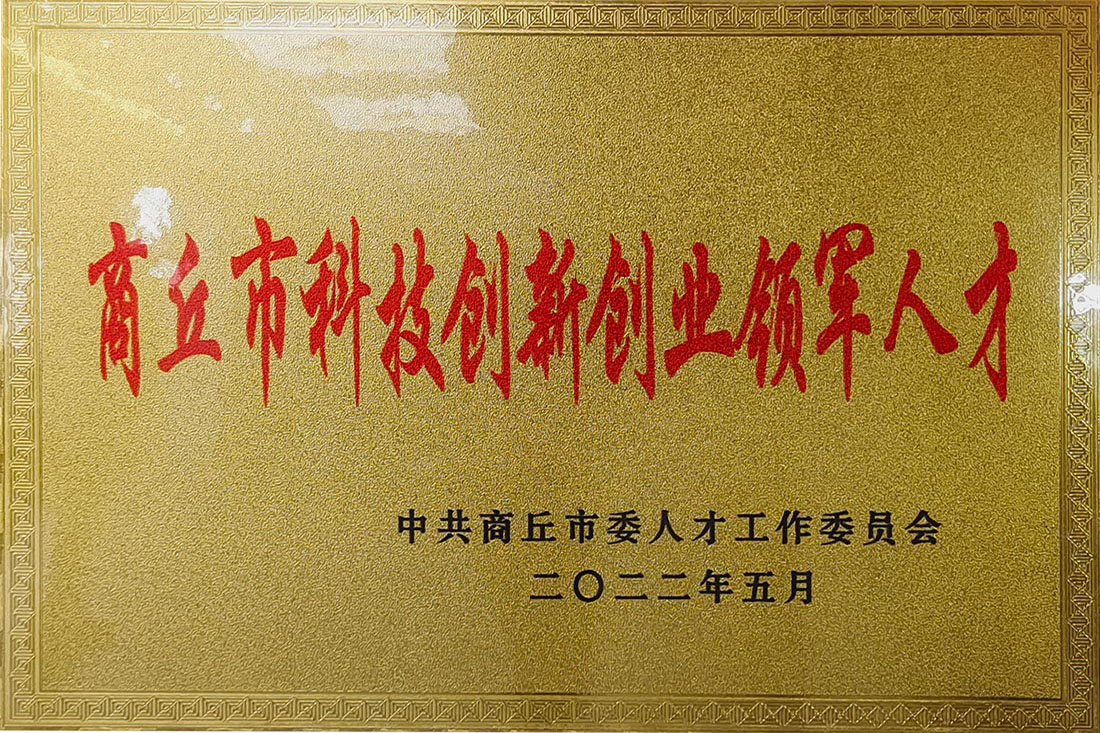 商丘市科技创新创业领军人才
中共商丘市委人才工作委员会
二〇二二年五月